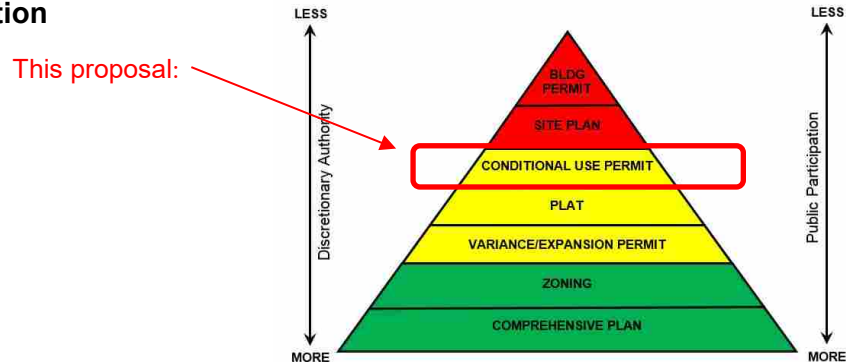 tion
LESS
LESS
This proposal:
BLDG
PERMIT
SITE PLAN
Discretionary Authority
Public Participation
CONDITIONAL USE PERMIT
PLAT
VARIANCE/EXPANSION PERMIT
ZONING
COMPREHENSIVE PLAN
MORE
MORE